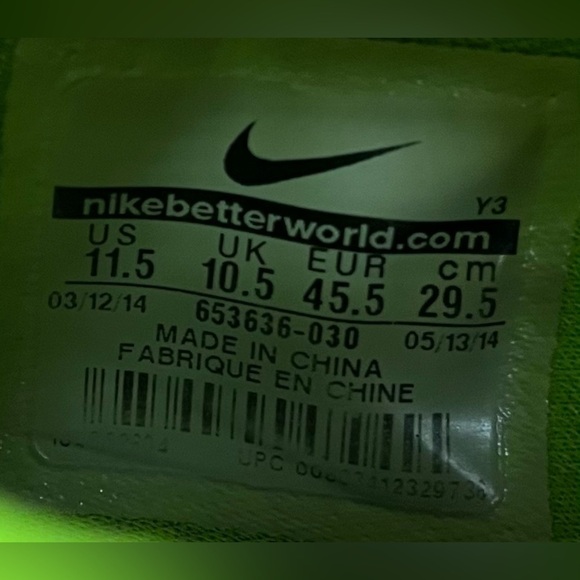 Y3
nikebetterworld.com
US UK EUR cm
11.5 10.5 45.5 29.5
03/12/14 653636-030 05/13/14
MADE IN CHINA
FABRIQUE EN CHINE
UPC